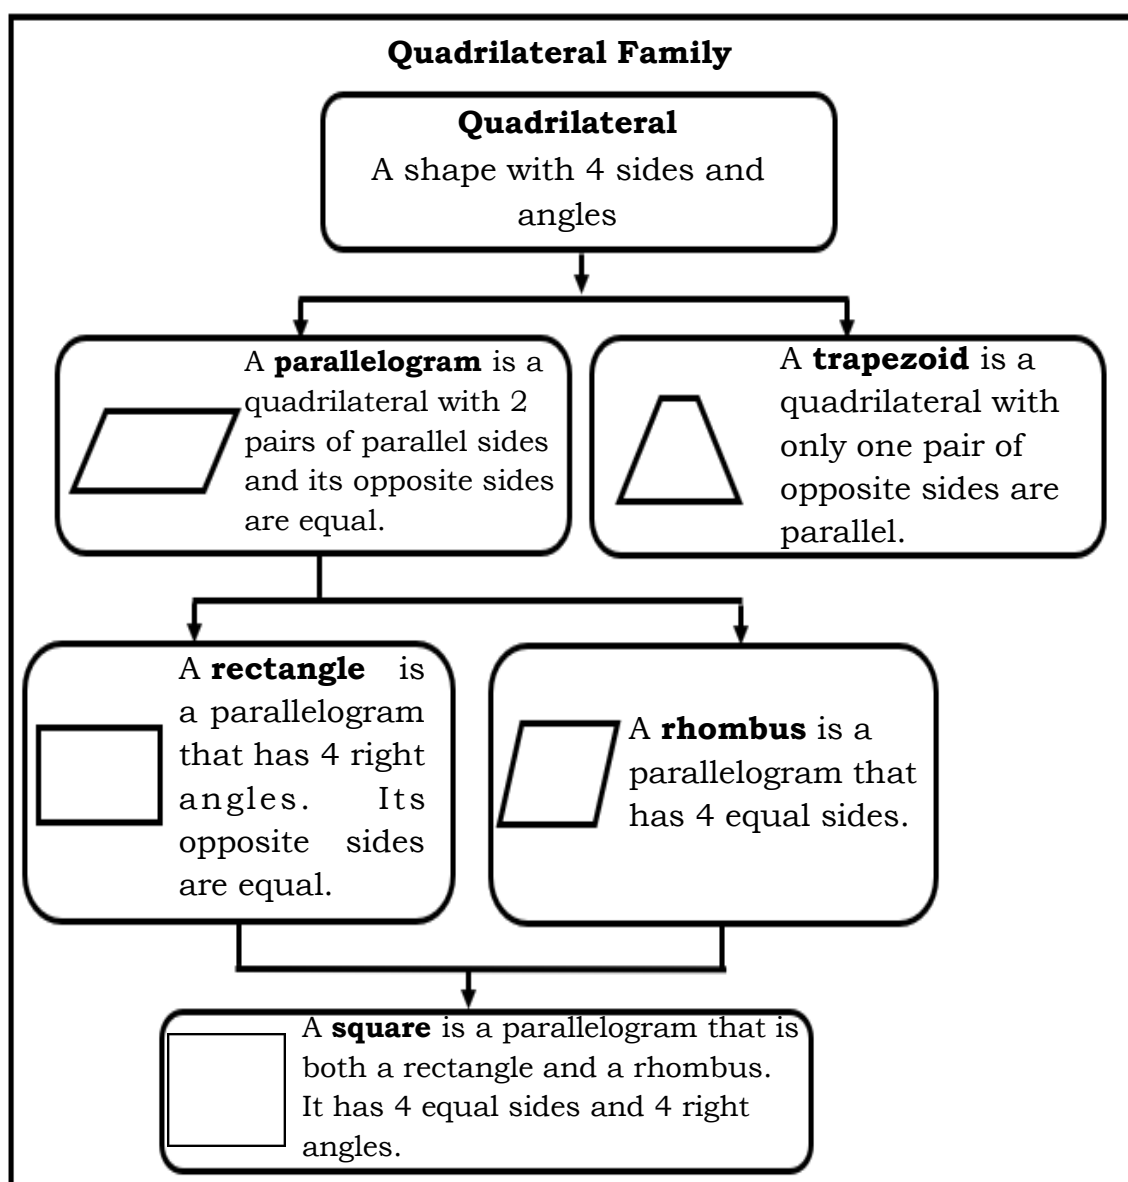 Quadrilateral Family
Quadrilateral
A shape with 4 sides and
angles
A parallelogram is a
quadrilateral with 2
pairs of parallel sides
and its opposite sides
are equal.
A trapezoid is a
quadrilateral with
only one pair of
opposite sides are
parallel.
A rectangle is
a parallelogram
that has 4 right
angles. Its
opposite sides
are equal.
A rhombus is a
parallelogram that
has 4 equal sides.
A square is a parallelogram that is
both a rectangle and a rhombus.
It has 4 equal sides and 4 right
angles.